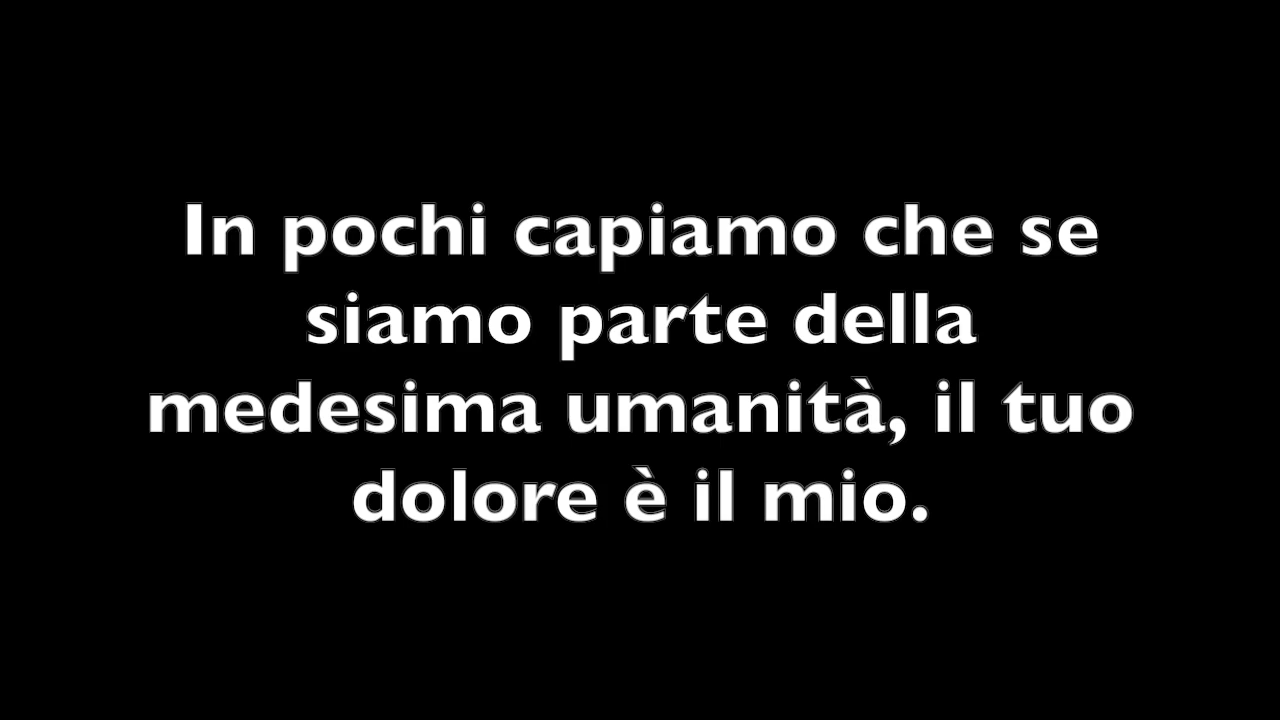 In pochi capiamo che se
siamo parte della
medesima umanità, il tuo
dolore è il mio.